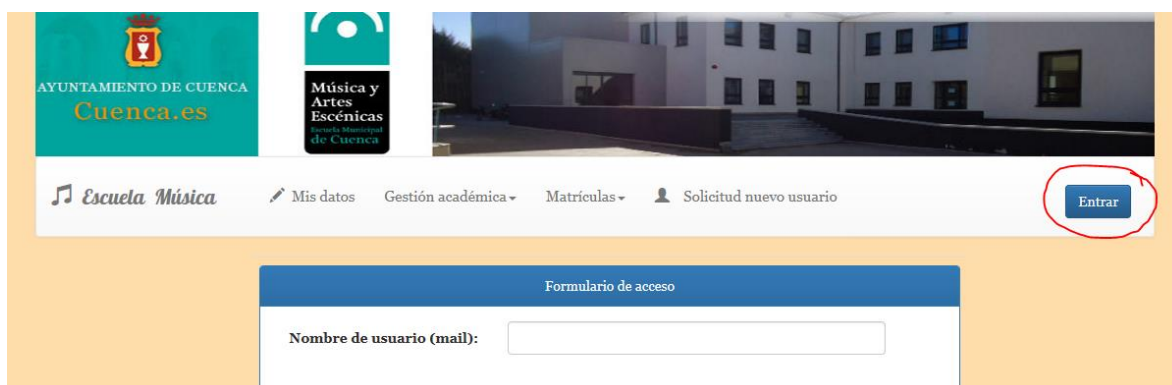 AYUNTAMIENTO DE CUENCA
Cuenca.es
Música y
Artes
Escénicas
Escuela Municipal
de Cuenca
Escuela Música Mis datos Gestión académica Matrículas Solicitud nuevo usuario Entrar
Formulario de acceso
Nombre de usuario (mail):